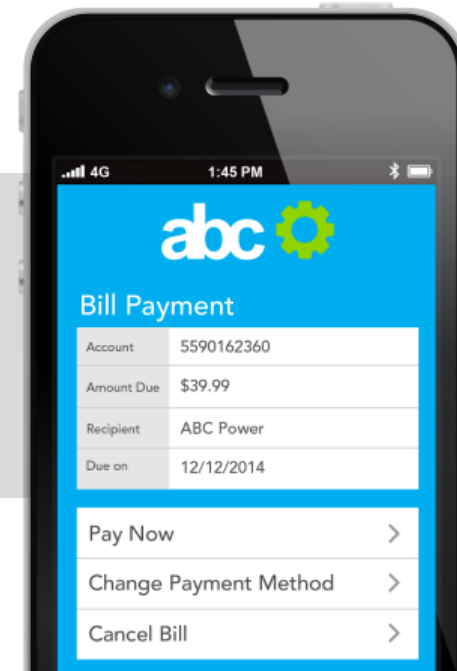 4G 1:45 PM
abc
Bill Payment
Account 5590162360
Amount Due $39.99
Recipient ABC Power
Due on 12/12/2014
Pay Now
Change Payment Method
Cancel Bill